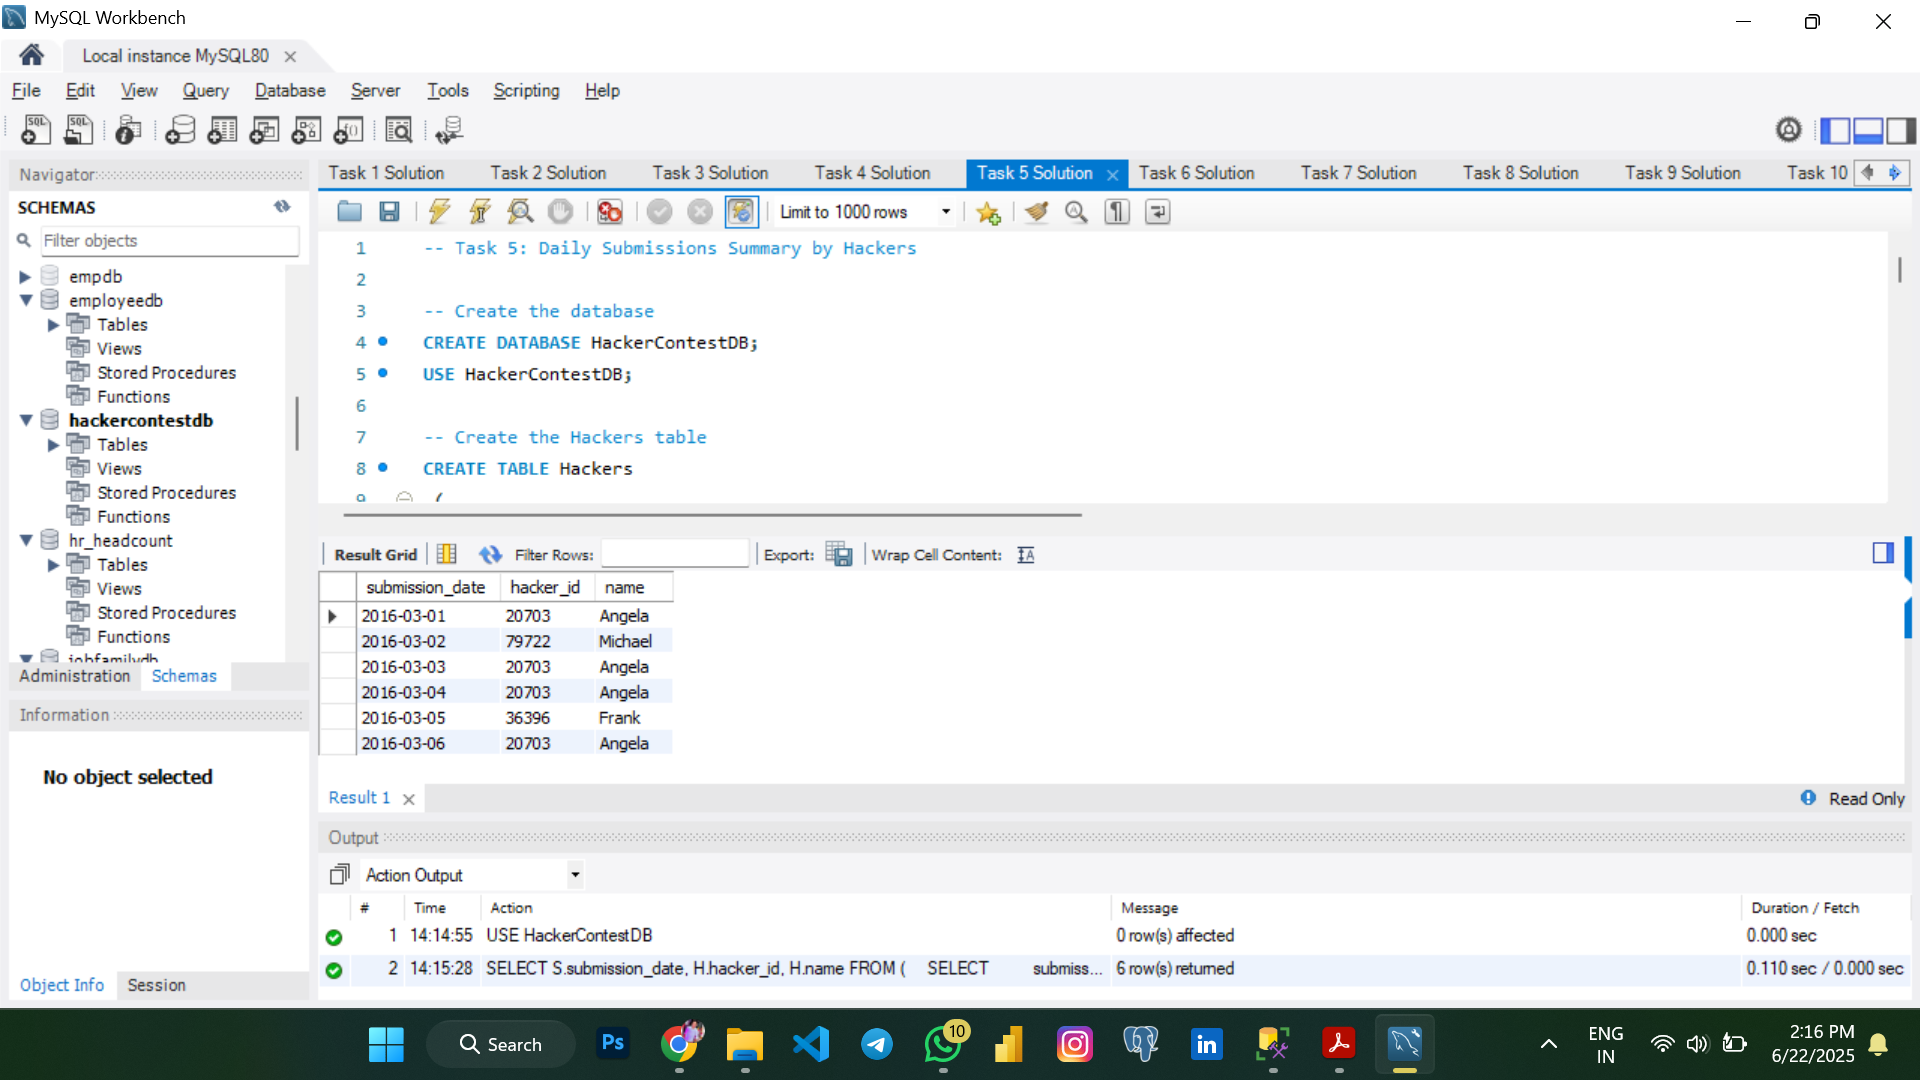 MySQL Workbench
Local instance MySQL80
File Edit View Query Database Server Tools Scripting Help
Navigator
SCHEMAS
Filter objects
empdb
employeedb
Tables
Views
Stored Procedures
Functions
hackercontestdb
Tables
Views
Stored Procedures
Functions
hr_headcount
Tables
Views
Stored Procedures
Functions
jobfamilydb
Administration Schemas
Information
No object selected
Object Info Session
Task 1 Solution Task 2 Solution Task 3 Solution Task 4 Solution Task 5 Solution Task 6 Solution Task 7 Solution Task 8 Solution Task 9 Solution Task 10
Limit to 1000 rows
1 -- Task 5: Daily Submissions Summary by Hackers
2
3 -- Create the database
4 CREATE DATABASE HackerContestDB;
5 USE HackerContestDB;
6
7 -- Create the Hackers table
8 CREATE TABLE Hackers
9 (
Result Grid Filter Rows: Export: Wrap Cell Content:
submission_date hacker_id name
2016-03-01 20703 Angela
2016-03-02 79722 Michael
2016-03-03 20703 Angela
2016-03-04 20703 Angela
2016-03-05 36396 Frank
2016-03-06 20703 Angela
Result 1 Read Only
Output
Action Output
# Time Action Message Duration / Fetch
1 14:14:55 USE HackerContestDB 0 row(s) affected 0.000 sec
2 14:15:28 SELECT S.submission_date, H.hacker_id, H.name FROM ( SELECT submiss... 6 row(s) returned 0.110 sec / 0.000 sec
Search
Ps
10
in
ENG
IN
2:16 PM
6/22/2025